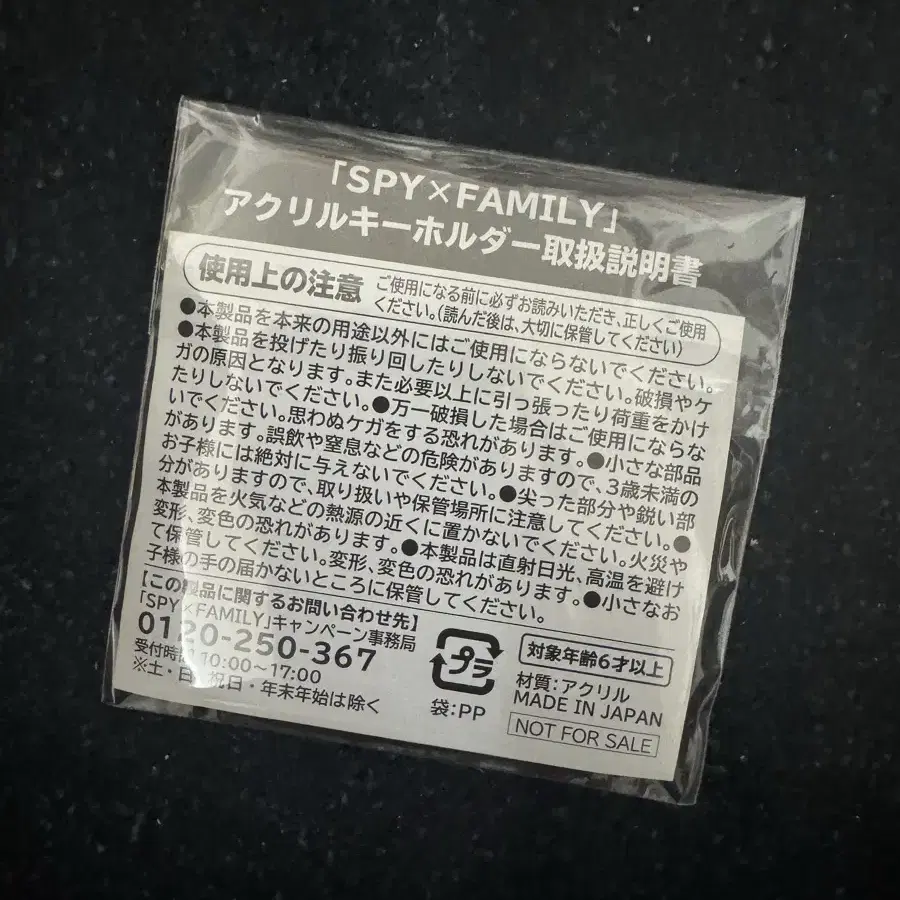 「SPY×FAMILY」
アクリルキーホルダー取扱説明書
使用上の注意
ご使用になる前に必ずお読みいただき、正しくご使用
ください。(読んだ後は、大切に保管してください)
●本製品を本来の用途以外にはご使用にならないでください。
●本製品を投げたり振り回したりしないでください。破損やケ
ガの原因となります。また必要以上に引っ張ったり荷重をかけ
たりしないでください。●万一破損した場合はご使用にならな
いでください。思わぬケガをする恐れがあります。●小さな部品
があります。誤飲や窒息などの危険がありますので、3歳未満の
お子様には絶対に与えないでください。●尖った部分や鋭い部
分がありますので、取り扱いや保管場所に注意してください。●
本製品を火気などの熱源の近くに置かないでください。火災や
変形、変色の恐れがあります。●本製品は直射日光、高温を避け
て保管してください。変形、変色の恐れがあります。●小さなお
子様の手の届かないところに保管してください。
【この製品に関するお問い合わせ先】
「SPY×FAMILY」キャンペーン事務局
0120-250-367
受付時間 10:00〜17:00
※土・日・祝日・年末年始は除く
プラ
袋:PP
対象年齢6才以上
材質:アクリル
MADE IN JAPAN
NOT FOR SALE